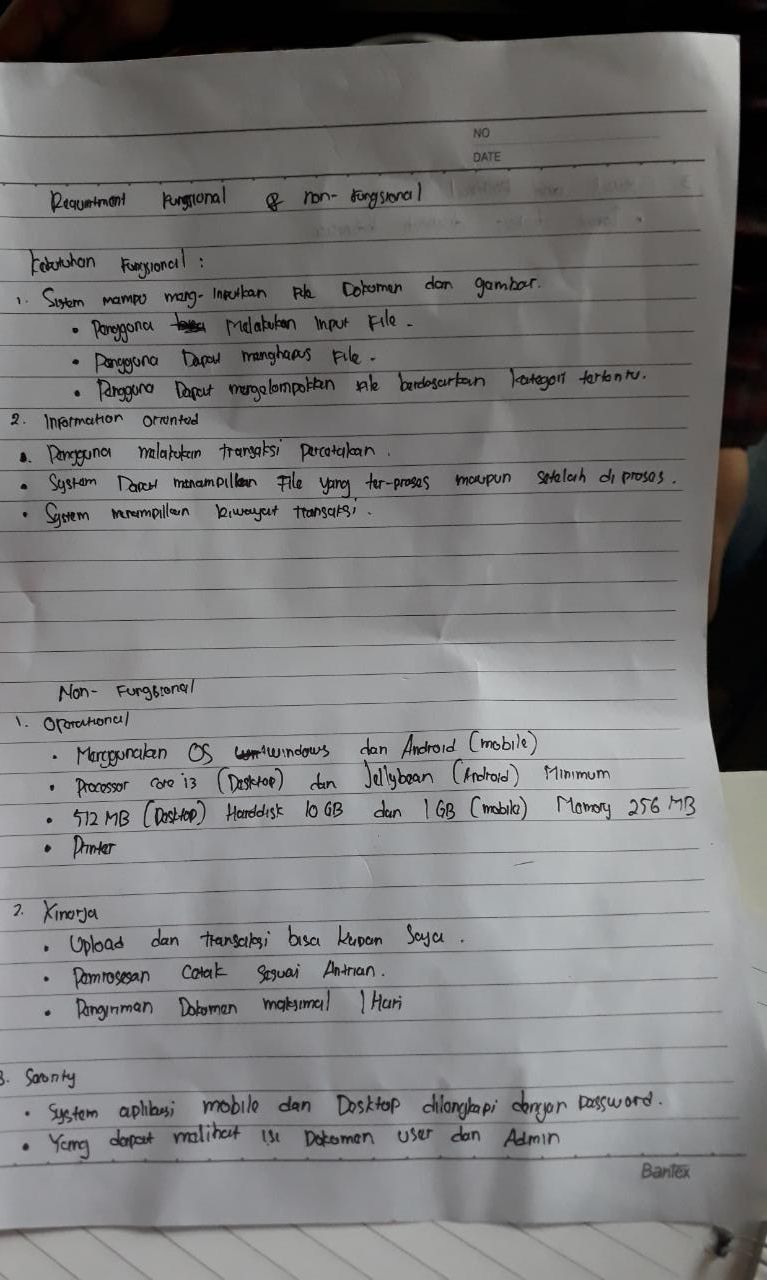 NO
DATE
Requirtment Fungsional & non-Fungsional
Kebutuhan Fungsional :
1. Sistem mampu meng-Inputkan File Dokumen dan gambar.
• Pengguna Melakukan Input File.
• Pengguna Dapat menghapus File.
• Pengguna Dapat mengelompokkan File berdasarkan kategori tertentu.
2. Information oriented
• Pengguna melakukan transaksi Percetakan.
• System Dapat menampilkan File yang ter-proses maupun setelah di proses.
• System menampilkan Riwayat transaksi.
Non-Fungsional
1. Operational
• Menggunakan OS windows dan Android (mobile)
• Processor core i3 (Desktop) dan Jellybean (Android) Minimum
• 512 MB (Desktop) Harddisk 10 GB dan 1 GB (mobile) Memory 256 MB
• Printer
2. Kinerja
• Upload dan transaksi bisa kapan Saja.
• Pemrosesan Cetak Sesuai Antrian.
• Pengiriman Dokumen maksimal 1 Hari
3. Security
• System aplikasi mobile dan Desktop dilengkapi dengan Password.
• Yang dapat melihat isi Dokumen user dan Admin
Bantex